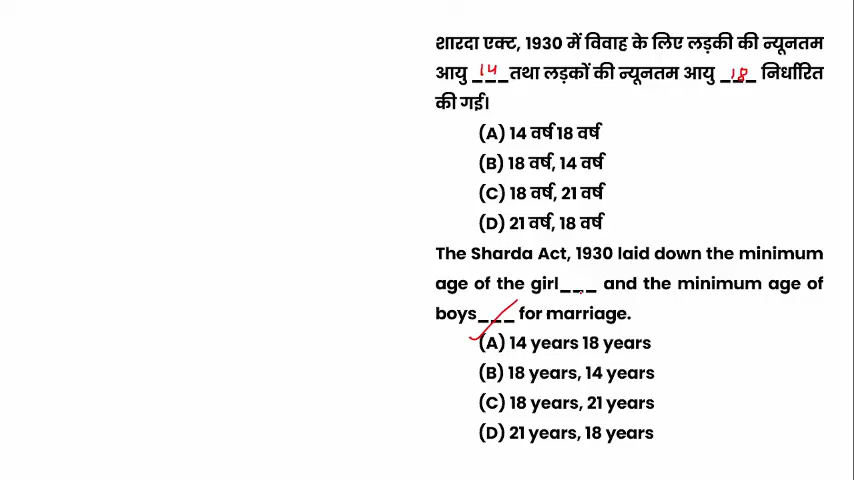 शारदा एक्ट, 1930 में विवाह के लिए लड़की की न्यूनतम
आयु _14_ तथा लड़कों की न्यूनतम आयु _18_ निर्धारित
की गई।
(A) 14 वर्ष 18 वर्ष
(B) 18 वर्ष, 14 वर्ष
(C) 18 वर्ष, 21 वर्ष
(D) 21 वर्ष, 18 वर्ष
The Sharda Act, 1930 laid down the minimum
age of the girl___ and the minimum age of
boys___ for marriage.
(A) 14 years 18 years
(B) 18 years, 14 years
(C) 18 years, 21 years
(D) 21 years, 18 years